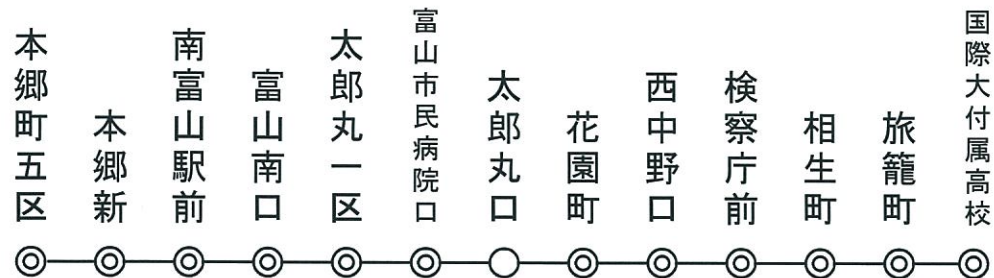 本郷町五区
本郷新
南富山駅前
富山南口
太郎丸一区
富山市民病院口
太郎丸口
花園町
西中野口
検察庁前
相生町
旅籠町
国際大付属高校